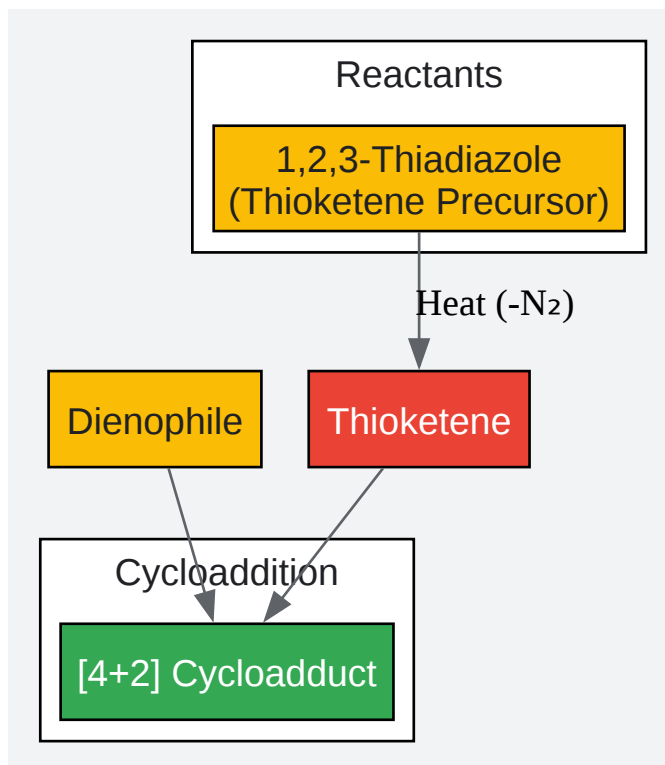 Reactants
1,2,3-Thiadiazole
(Thioketene Precursor)
Heat (-N₂)
Dienophile
Thioketene
Cycloaddition
[4+2] Cycloadduct